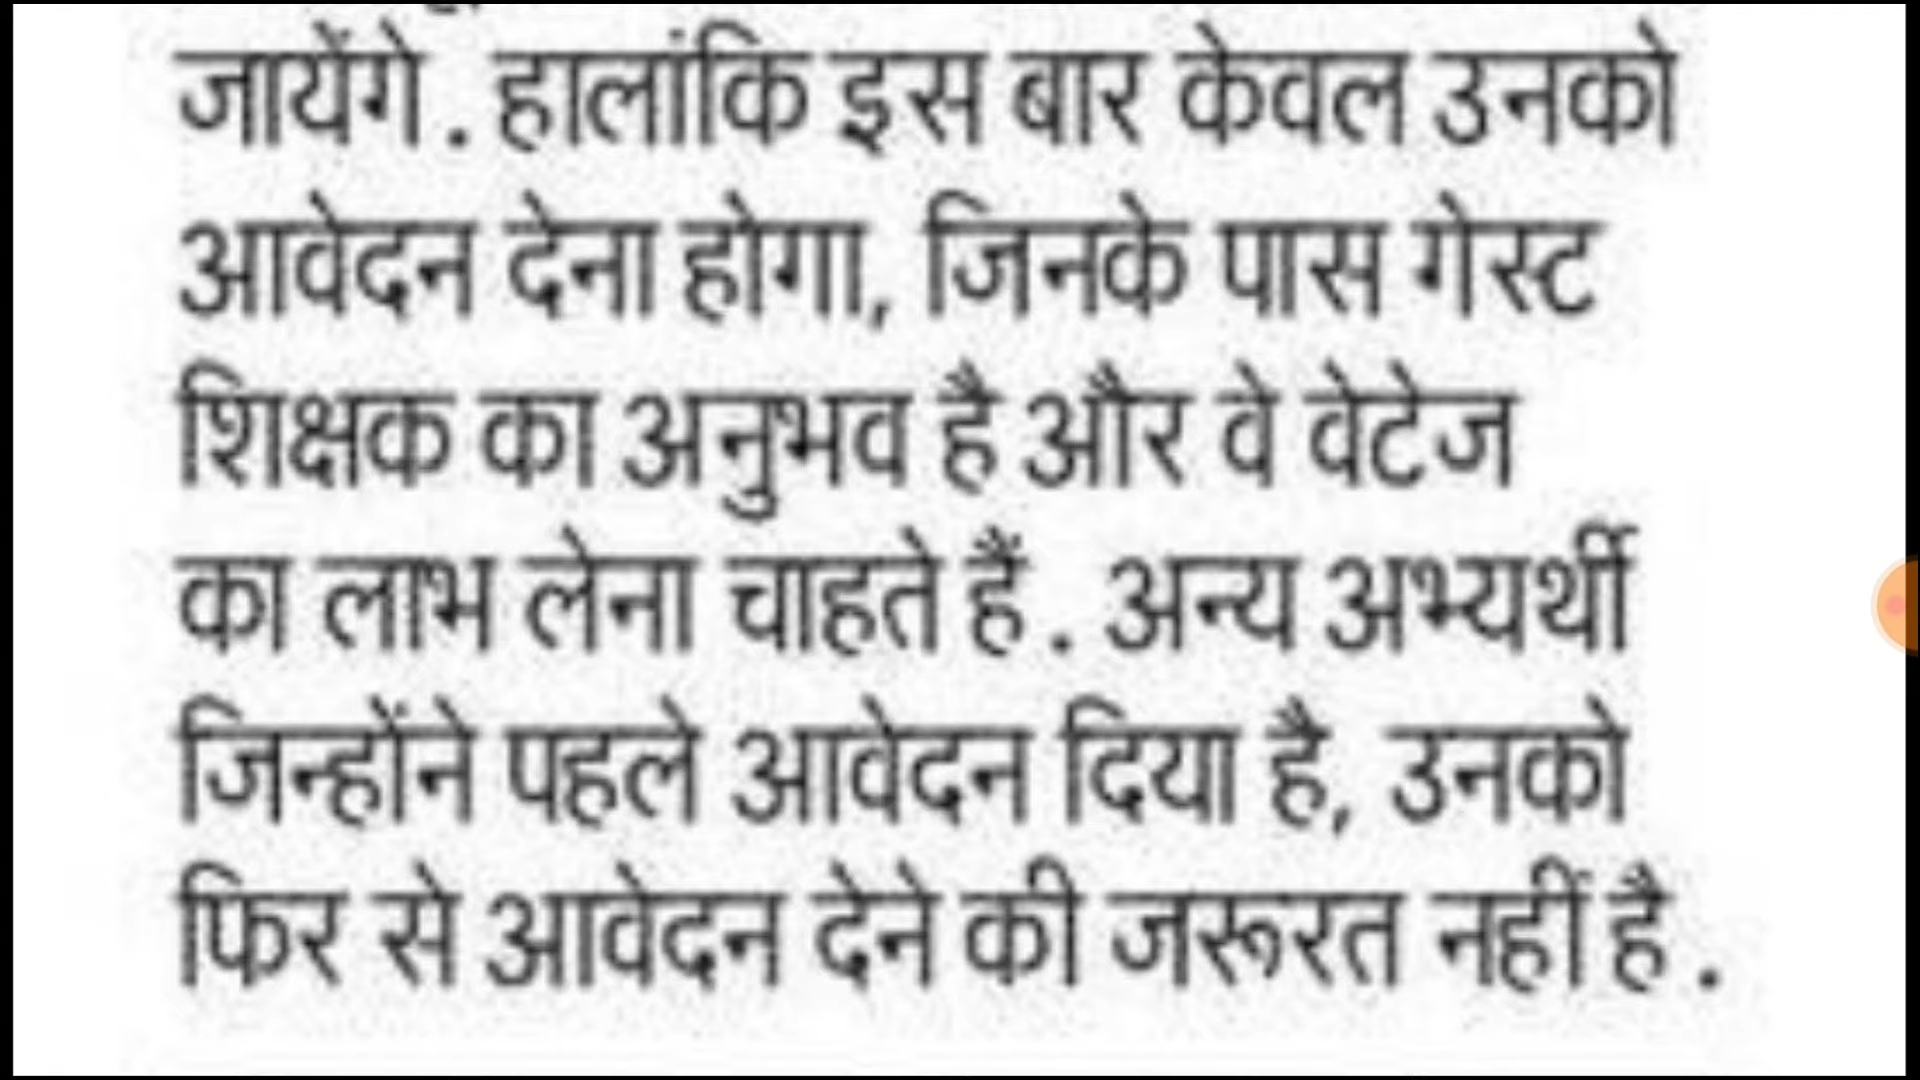 जायेंगे. हालांकि इस बार केवल उनको
आवेदन देना होगा, जिनके पास गेस्ट
शिक्षक का अनुभव है और वे वेटेज
का लाभ लेना चाहते हैं. अन्य अभ्यर्थी
जिन्होंने पहले आवेदन दिया है, उनको
फिर से आवेदन देने की जरूरत नहीं है.